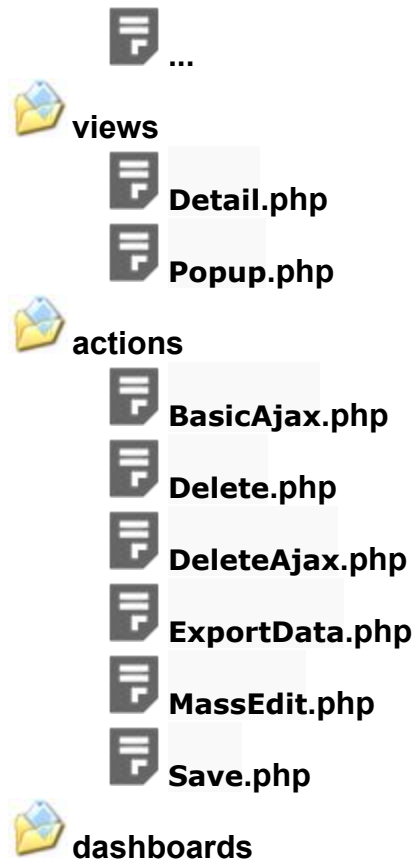 ...
views
Detail.php
Popup.php
actions
BasicAjax.php
Delete.php
DeleteAjax.php
ExportData.php
MassEdit.php
Save.php
dashboards